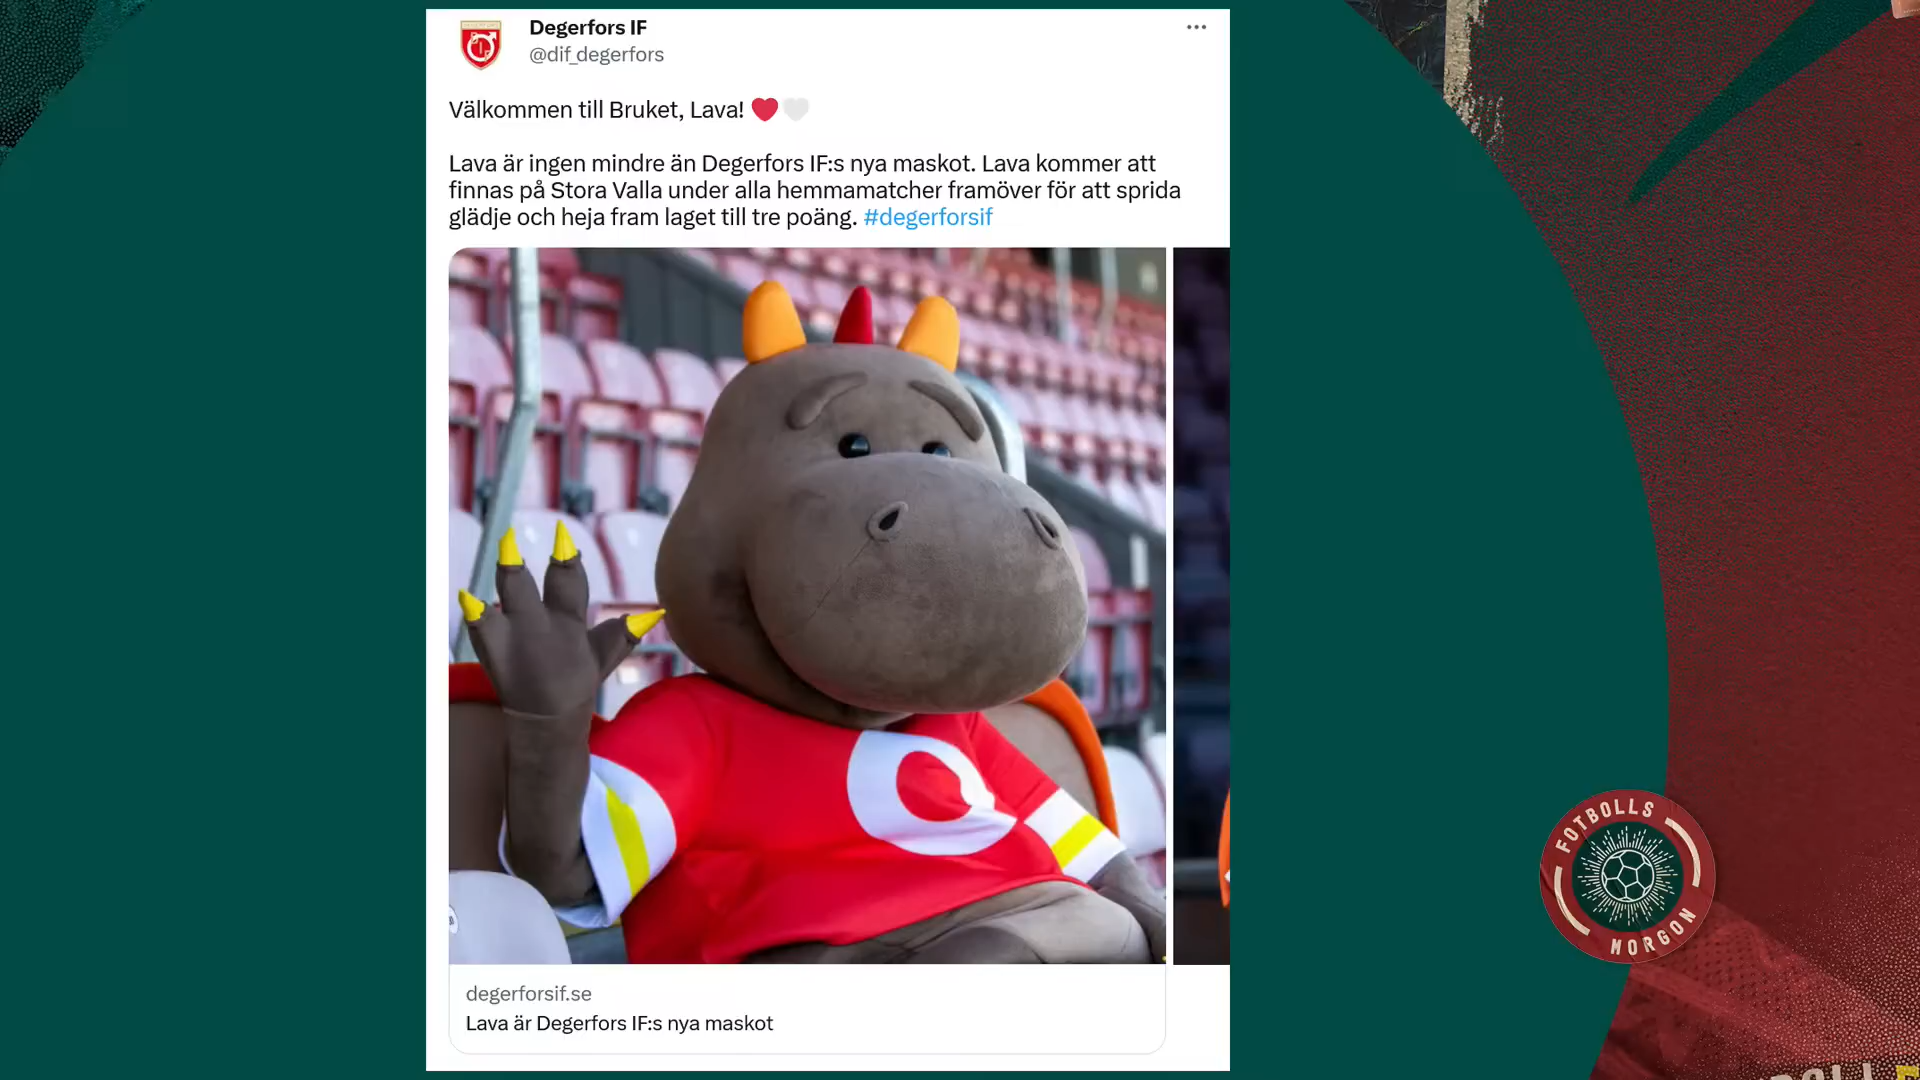 Degerfors IF
@dif_degerfors
Välkommen till Bruket, Lava!
Lava är ingen mindre än Degerfors IF:s nya maskot. Lava kommer att
finnas på Stora Valla under alla hemmamatcher framöver för att sprida
glädje och heja fram laget till tre poäng. #degerforsif
degerforsif.se
Lava är Degerfors IF:s nya maskot
FOTBOLLS
MORGON